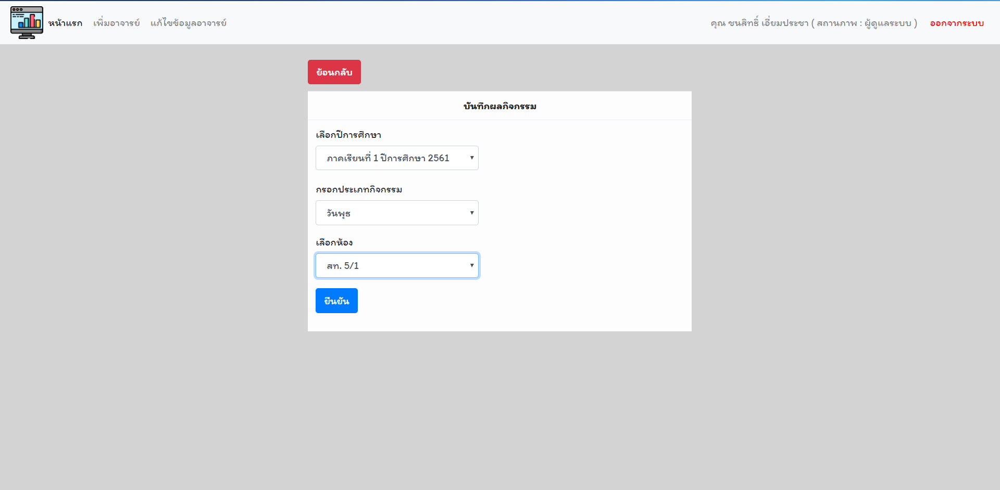 หน้าแรก เพิ่มอาจารย์ แก้ไขข้อมูลอาจารย์ คุณ ชนสิทธิ์ เอี่ยมประชา ( สถานภาพ : ผู้ดูแลระบบ ) ออกจากระบบ
ย้อนกลับ
บันทึกผลกิจกรรม
เลือกปีการศึกษา
ภาคเรียนที่ 1 ปีการศึกษา 2561
กรอกประเภทกิจกรรม
วันพุธ
เลือกห้อง
สท. 5/1
ยืนยัน